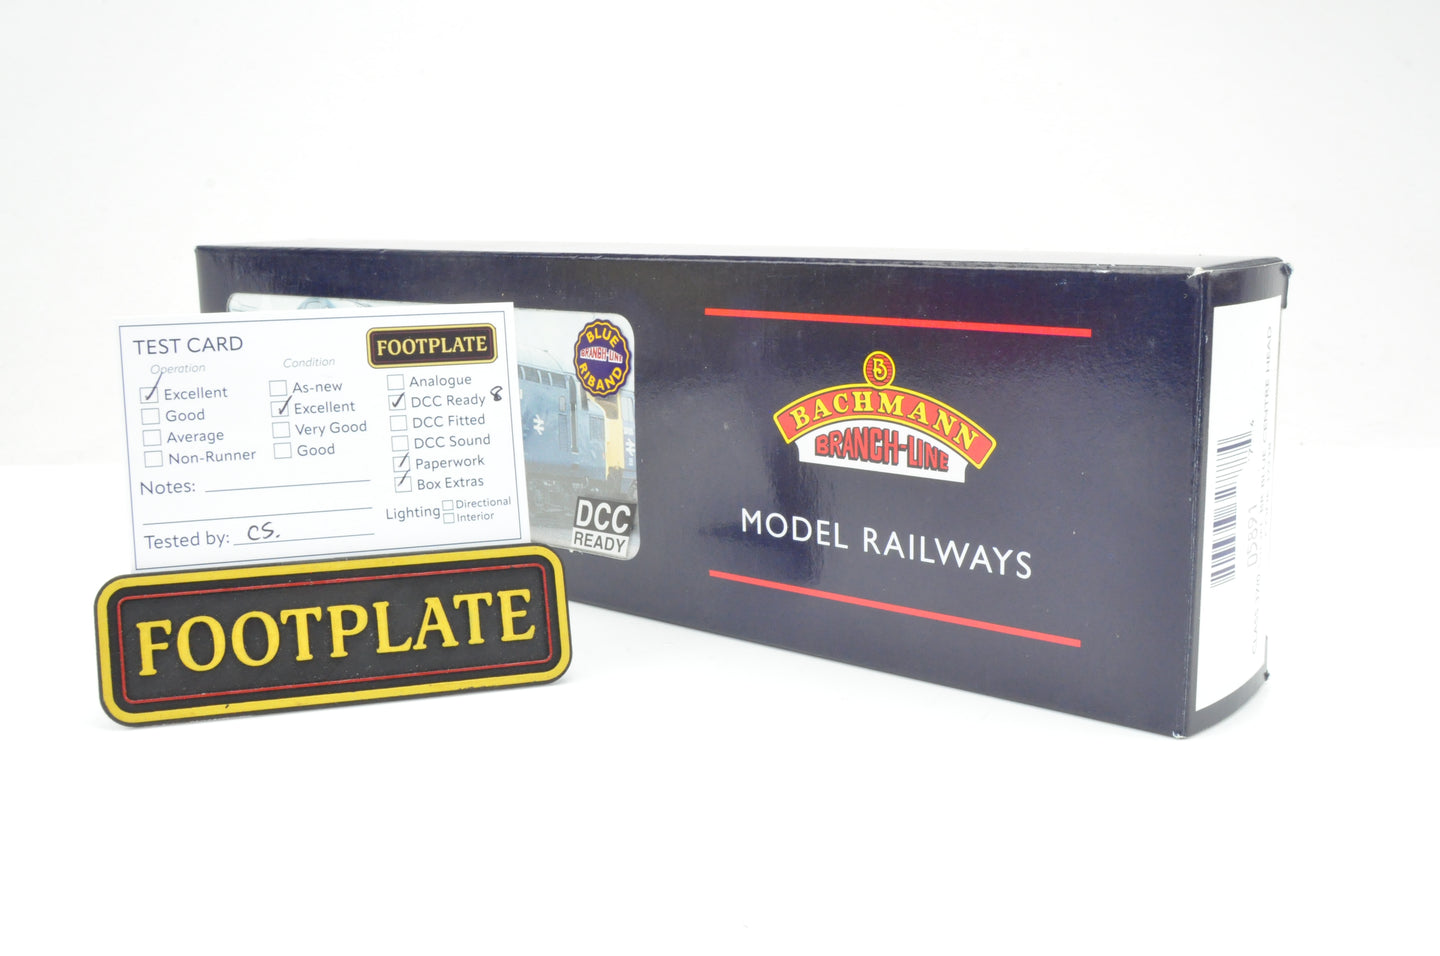 TEST CARD
FOOTPLATE
Operation
Excellent
Good
Average
Non-Runner
Condition
As-new
Excellent
Very Good
Good
Analogue
DCC Ready 8
DCC Fitted
DCC Sound
Paperwork
Box Extras
Notes:
Lighting
Directional
Interior
Tested by: CS.
FOOTPLATE
BLUE
BRANCH-LINE
RIBAND
DCC
READY
BACHMANN
BRANCH-LINE
MODEL RAILWAYS
CENTRE HEAD